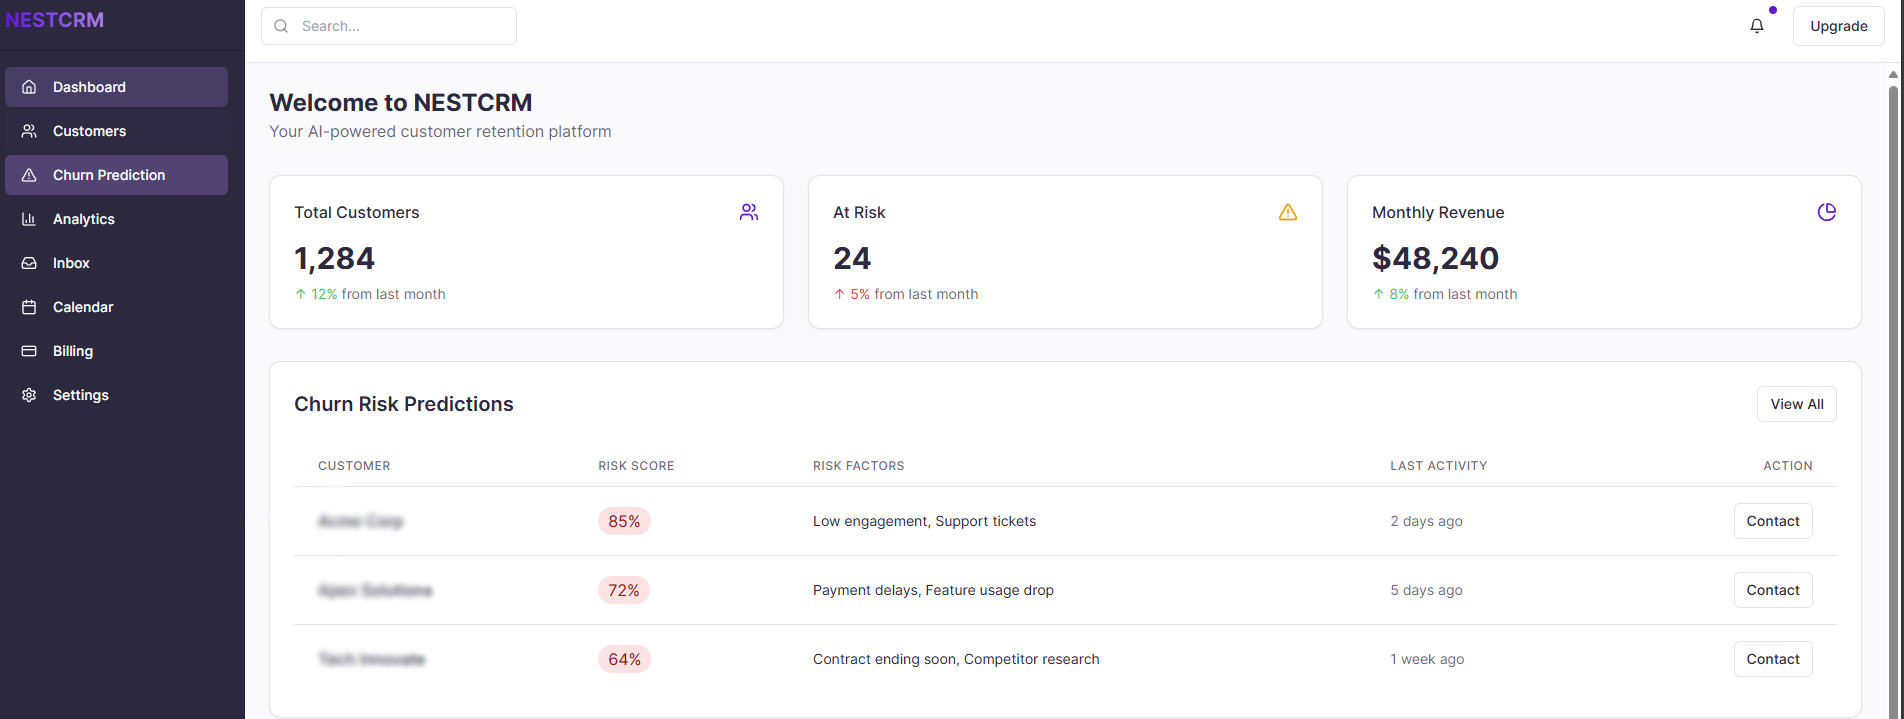 NESTCRM
Search...
Upgrade
Dashboard
Customers
Churn Prediction
Analytics
Inbox
Calendar
Billing
Settings
Welcome to NESTCRM
Your AI-powered customer retention platform
Total Customers
1,284
↑ 12% from last month
At Risk
24
↑ 5% from last month
Monthly Revenue
$48,240
↑ 8% from last month
Churn Risk Predictions
View All
CUSTOMER RISK SCORE RISK FACTORS LAST ACTIVITY ACTION
85% Low engagement, Support tickets 2 days ago Contact
72% Payment delays, Feature usage drop 5 days ago Contact
64% Contract ending soon, Competitor research 1 week ago Contact